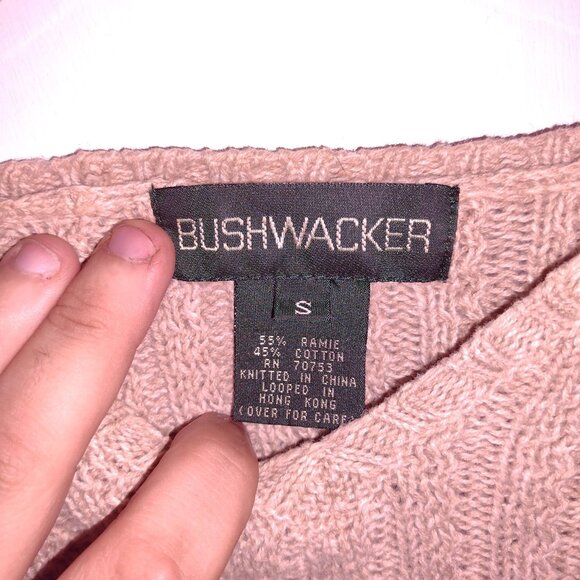 BUSHWACKER
S
55% RAMIE
45% COTTON
RN 70753
KNITTED IN CHINA
LOOPED IN
HONG KONG
(OVER FOR CARE)